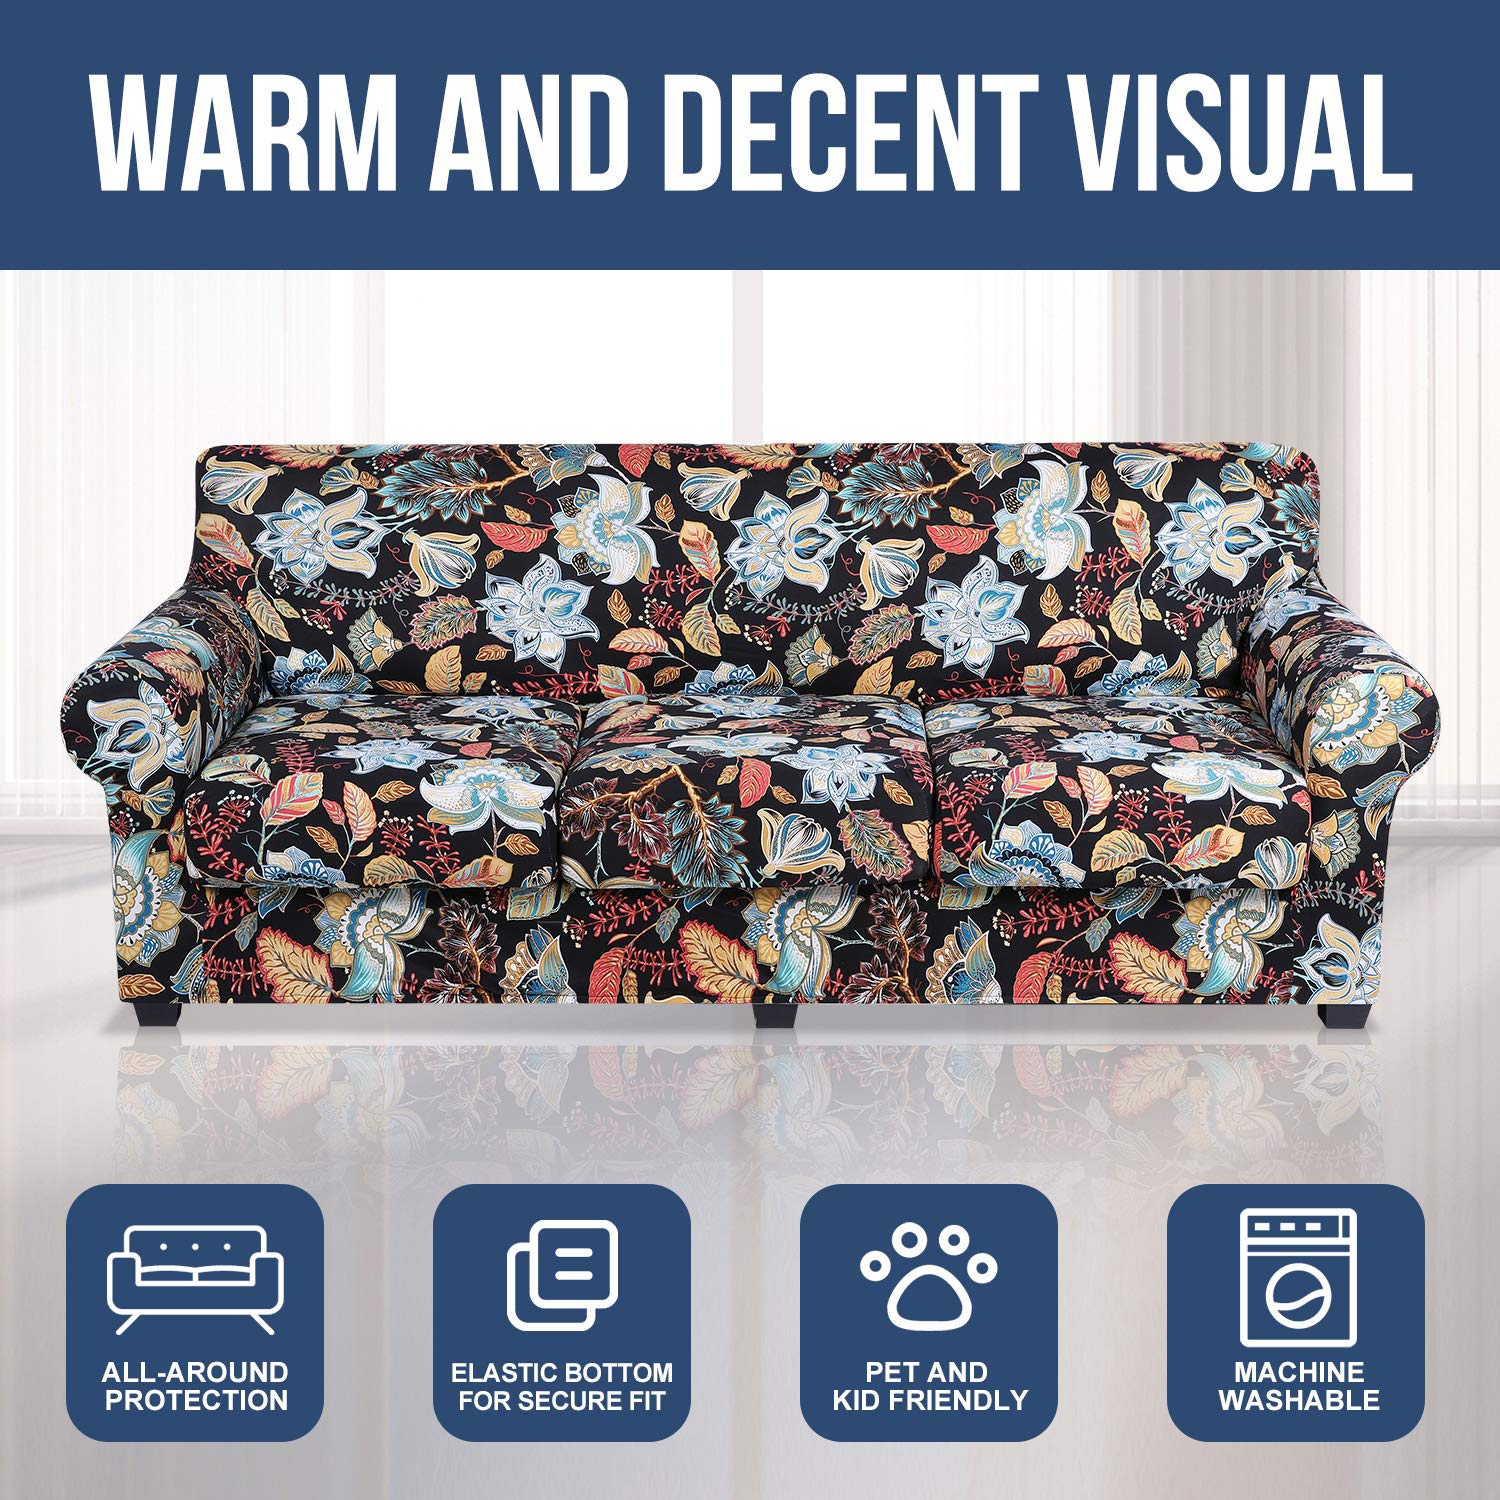 WARM AND DECENT VISUAL
ALL-AROUND
PROTECTION
ELASTIC BOTTOM
FOR SECURE FIT
PET AND
KID FRIENDLY
MACHINE
WASHABLE